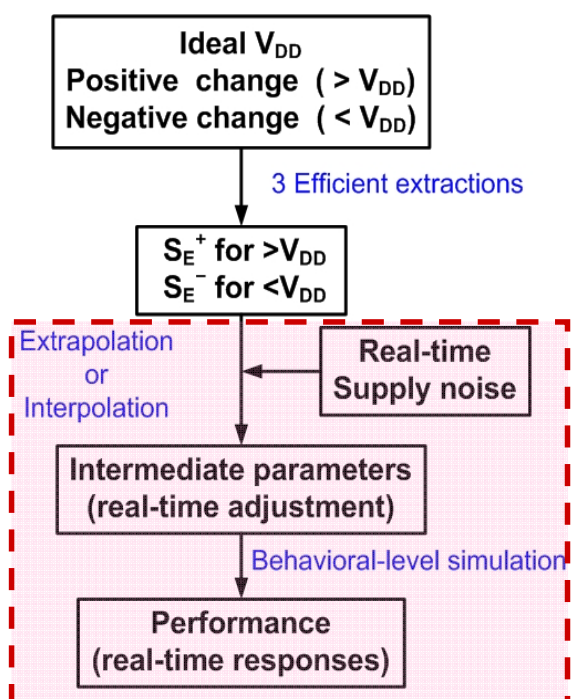 Ideal V_DD
Positive change ( > V_DD)
Negative change ( < V_DD)
3 Efficient extractions
S_E^+ for >V_DD
S_E^− for <V_DD
Extrapolation
or
Interpolation
Real-time
Supply noise
Intermediate parameters
(real-time adjustment)
Behavioral-level simulation
Performance
(real-time responses)